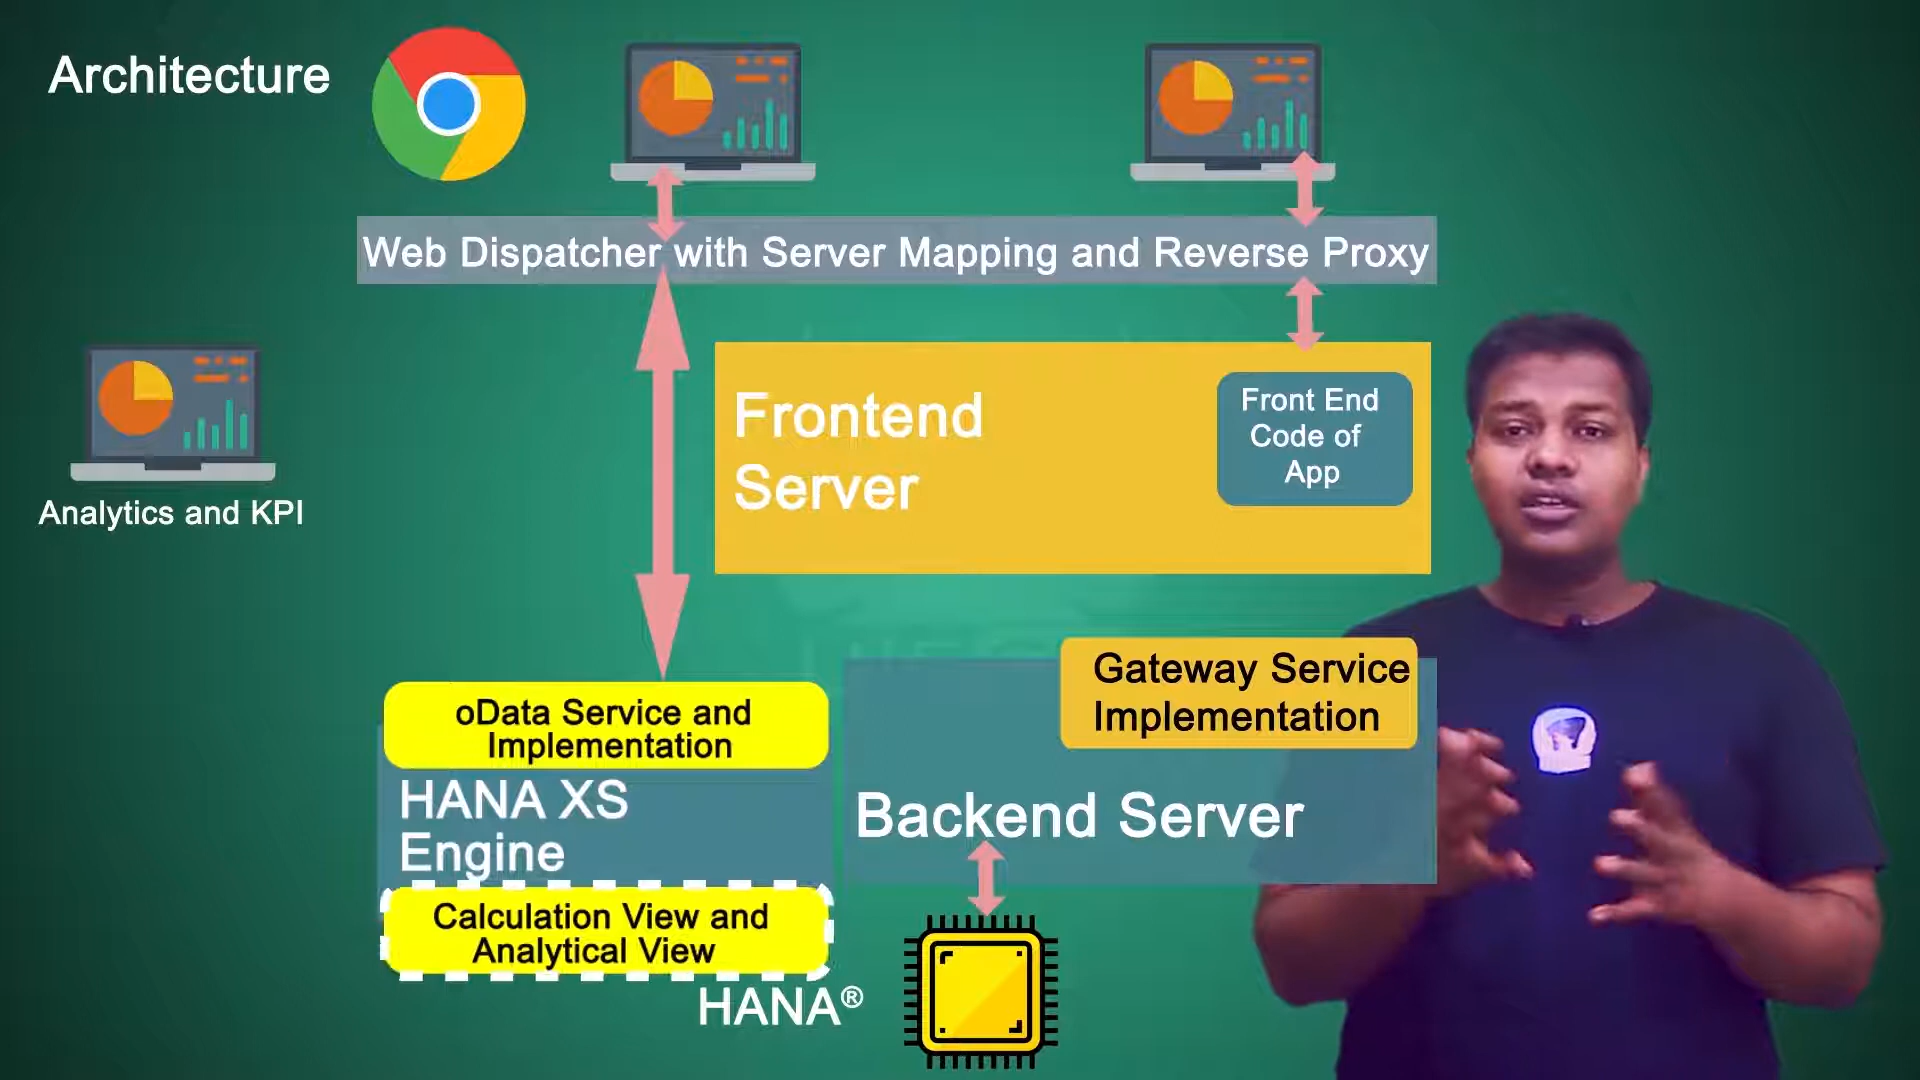 Architecture
Web Dispatcher with Server Mapping and Reverse Proxy
Analytics and KPI
Frontend
Server
Front End
Code of
App
Gateway Service
Implementation
oData Service and
Implementation
HANA XS
Engine
Backend Server
Calculation View and
Analytical View
HANA®